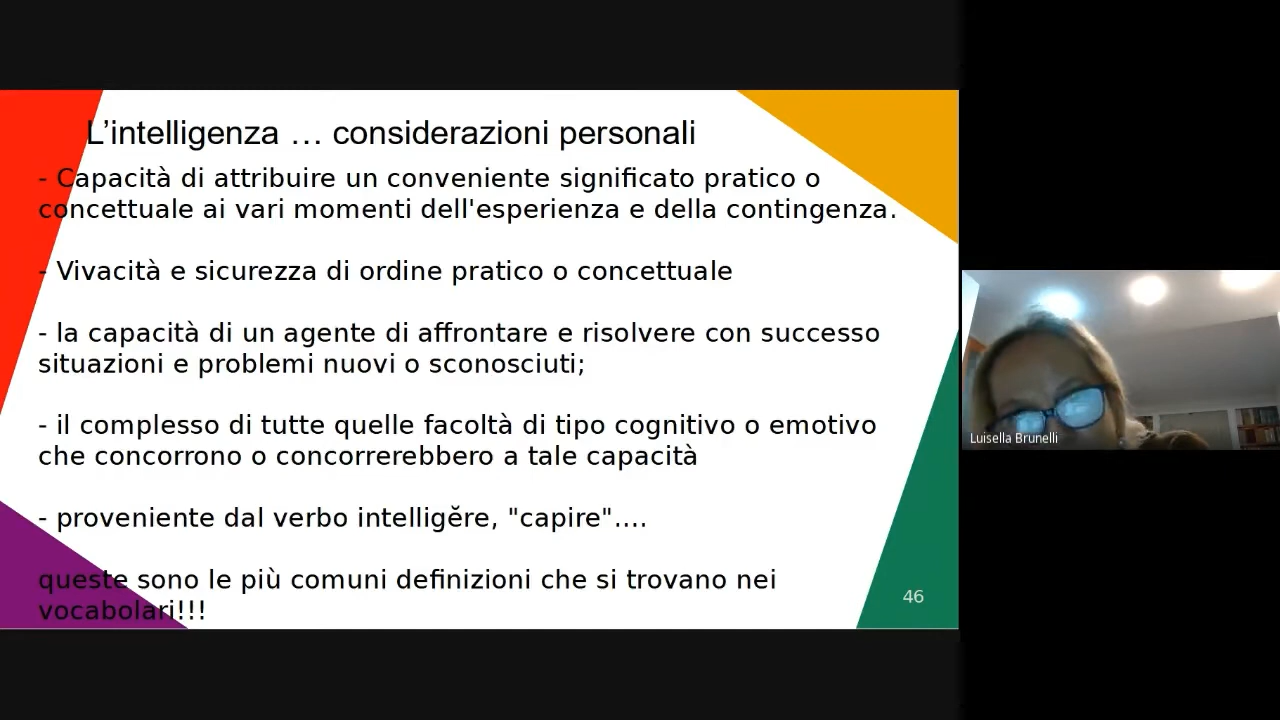 L’intelligenza … considerazioni personali
- Capacità di attribuire un conveniente significato pratico o
concettuale ai vari momenti dell'esperienza e della contingenza.
- Vivacità e sicurezza di ordine pratico o concettuale
- la capacità di un agente di affrontare e risolvere con successo
situazioni e problemi nuovi o sconosciuti;
- il complesso di tutte quelle facoltà di tipo cognitivo o emotivo
che concorrono o concorrerebbero a tale capacità
- proveniente dal verbo intelligĕre, "capire"....
queste sono le più comuni definizioni che si trovano nei
vocabolari!!!
46
Luisella Brunelli